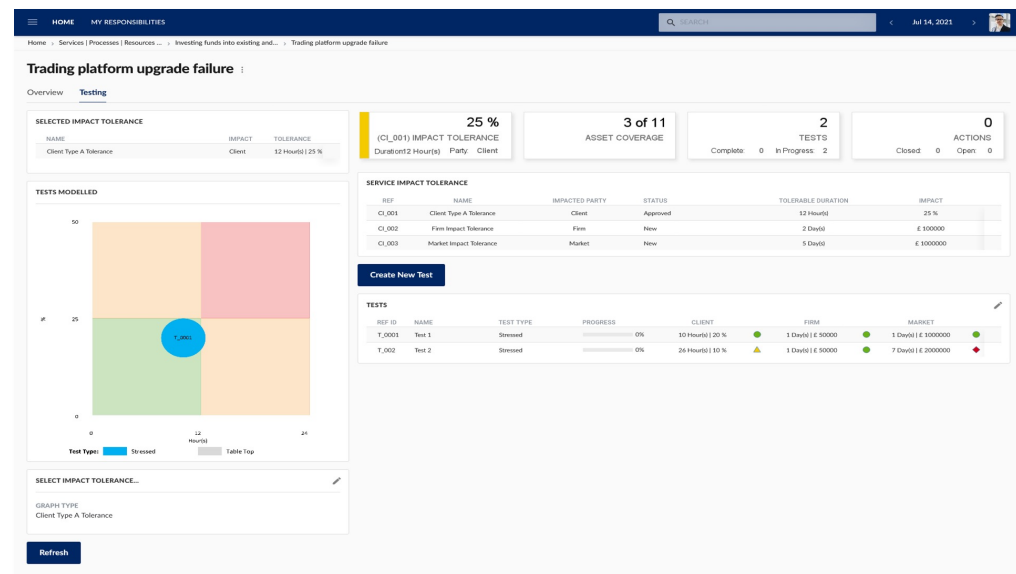 HOME MY RESPONSIBILITIES SEARCH Jul 14, 2021
Home › Services | Processes | Resources ... › Investing funds into existing and... › Trading platform upgrade failure
Trading platform upgrade failure
Overview Testing
SELECTED IMPACT TOLERANCE
NAME IMPACT TOLERANCE
Client Type A Tolerance Client 12 Hour(s) | 25 %
25 %
(CI_001) IMPACT TOLERANCE
Duration12 Hour(s) Party: Client
3 of 11
ASSET COVERAGE
2
TESTS
Complete: 0 In Progress: 2
0
ACTIONS
Closed: 0 Open: 0
TESTS MODELLED
50
%
25
T_0001
0
0 12 24
Hour(s)
Test Type: Stressed Table Top
SERVICE IMPACT TOLERANCE
REF NAME IMPACTED PARTY STATUS TOLERABLE DURATION IMPACT
CI_001 Client Type A Tolerance Client Approved 12 Hour(s) 25 %
CI_002 Firm Impact Tolerance Firm New 2 Day(s) £ 100000
CI_003 Market Impact Tolerance Market New 5 Day(s) £ 1000000
Create New Test
TESTS
REF ID NAME TEST TYPE PROGRESS CLIENT FIRM MARKET
T_0001 Test 1 Stressed 0% 10 Hour(s) | 20 % 1 Day(s) | £ 50000 1 Day(s) | £ 1000000
T_002 Test 2 Stressed 0% 26 Hour(s) | 10 % 1 Day(s) | £ 50000 7 Day(s) | £ 2000000
SELECT IMPACT TOLERANCE...
GRAPH TYPE
Client Type A Tolerance
Refresh